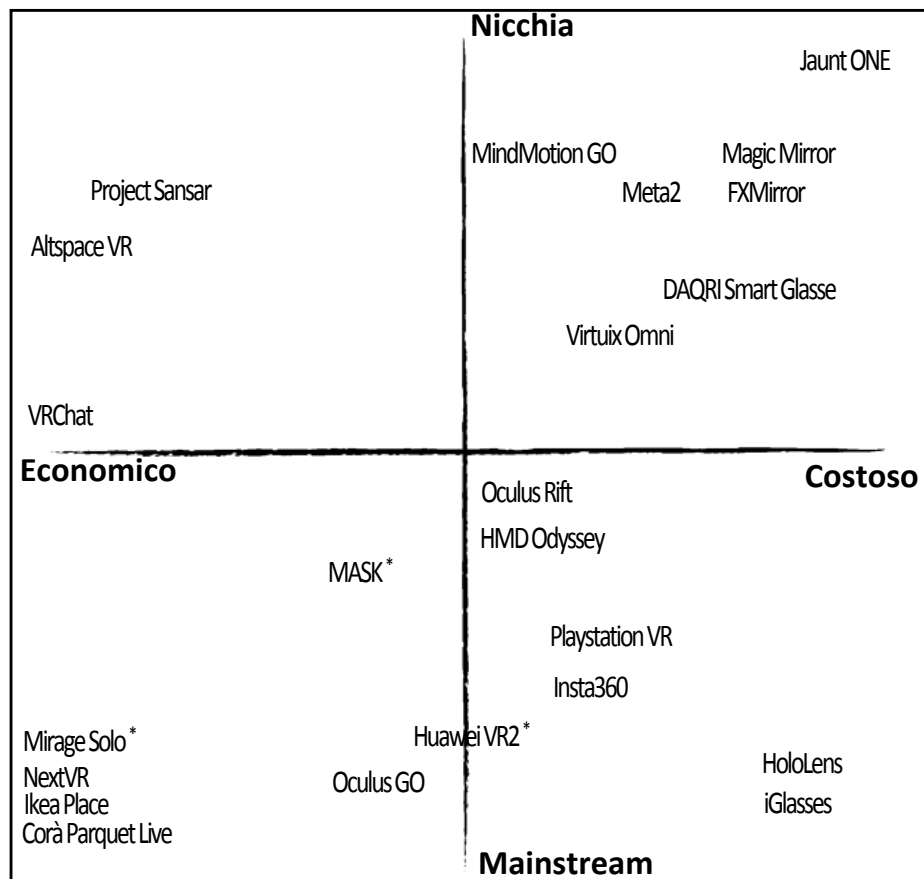 Nicchia
Jaunt ONE
MindMotion GO
Magic Mirror
Project Sansar
Meta2
FXMirror
Altspace VR
DAQRI Smart Glasse
Virtuix Omni
VRChat
Economico
Costoso
Oculus Rift
HMD Odyssey
MASK *
Playstation VR
Insta360
Mirage Solo *
Huawei VR2 *
NextVR
Oculus GO
HoloLens
Ikea Place
iGlasses
Corà Parquet Live
Mainstream